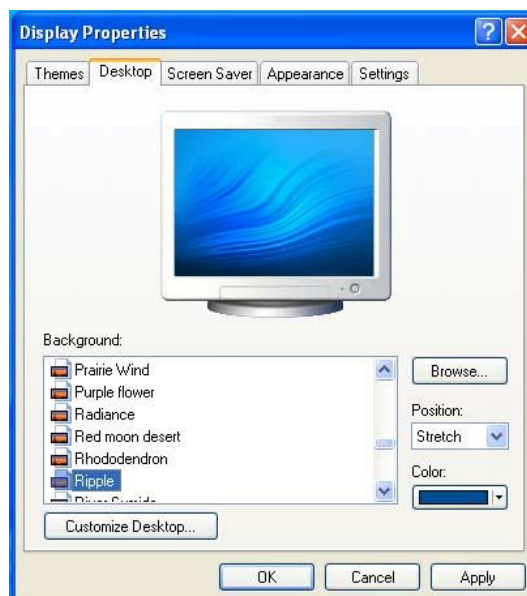 Display Properties
Themes Desktop Screen Saver Appearance Settings
Background:
Prairie Wind
Purple flower
Radiance
Red moon desert
Rhododendron
Ripple
Browse...
Position:
Stretch
Color:
Customize Desktop...
OK Cancel Apply